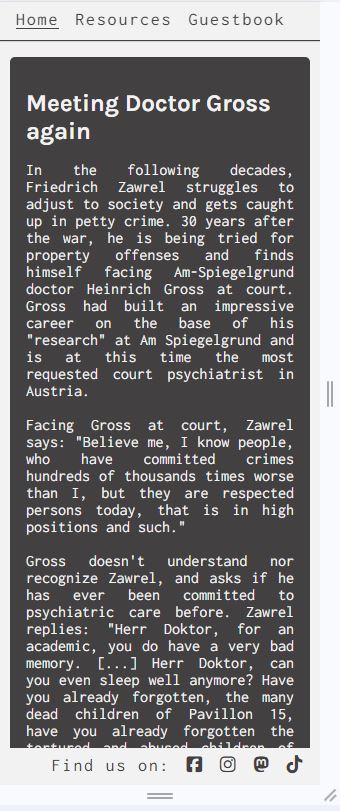 Home Resources Guestbook
Meeting Doctor Gross
again
In the following decades,
Friedrich Zawrel struggles to
adjust to society and gets caught
up in petty crime. 30 years after
the war, he is being tried for
property offenses and finds
himself facing Am-Spiegelgrund
doctor Heinrich Gross at court.
Gross had built an impressive
career on the base of his
"research" at Am Spiegelgrund and
is at this time the most
requested court psychiatrist in
Austria.
Facing Gross at court, Zawrel
says: "Believe me, I know people,
who have committed crimes
hundreds of thousands times worse
than I, but they are respected
persons today, that is in high
positions and such."
Gross doesn't understand nor
recognize Zawrel, and asks if he
has ever been committed to
psychiatric care before. Zawrel
replies: "Herr Doktor, for an
academic, you do have a very bad
memory. [...] Herr Doktor, can
you even sleep well anymore? Have
you already forgotten, the many
dead children of Pavillon 15,
have you already forgotten the
tortured and abused children of
Find us on: